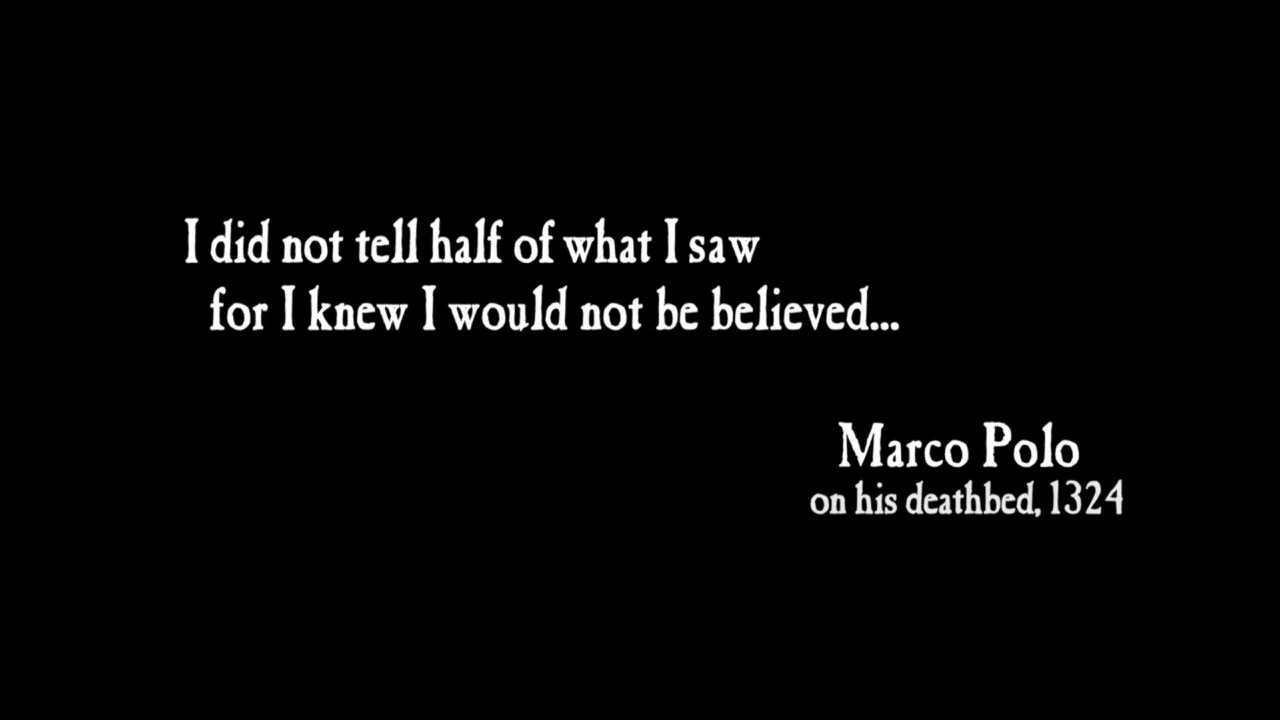 I did not tell half of what I saw
for I knew I would not be believed...
Marco Polo
on his deathbed, 1324